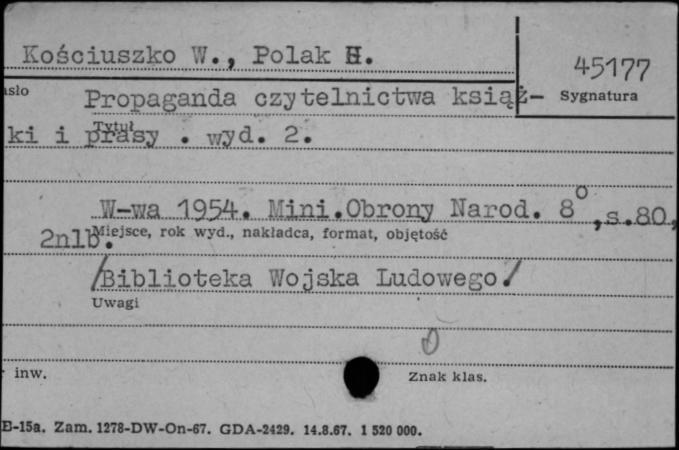 Kościuszko W., Polak H.
45177
asło
Propaganda czytelnictwa książ-
Sygnatura
Tytuł
ki i prasy . wyd. 2.
W-wa 1954. Mini.Obrony Narod. 8°,s.80,
Miejsce, rok wyd., nakładca, format, objętość
2nlb.
/Biblioteka Wojska Ludowego/
Uwagi
r inw.
Znak klas.
E-15a. Zam. 1278-DW-On-67. GDA-2429. 14.8.67. 1 520 000.